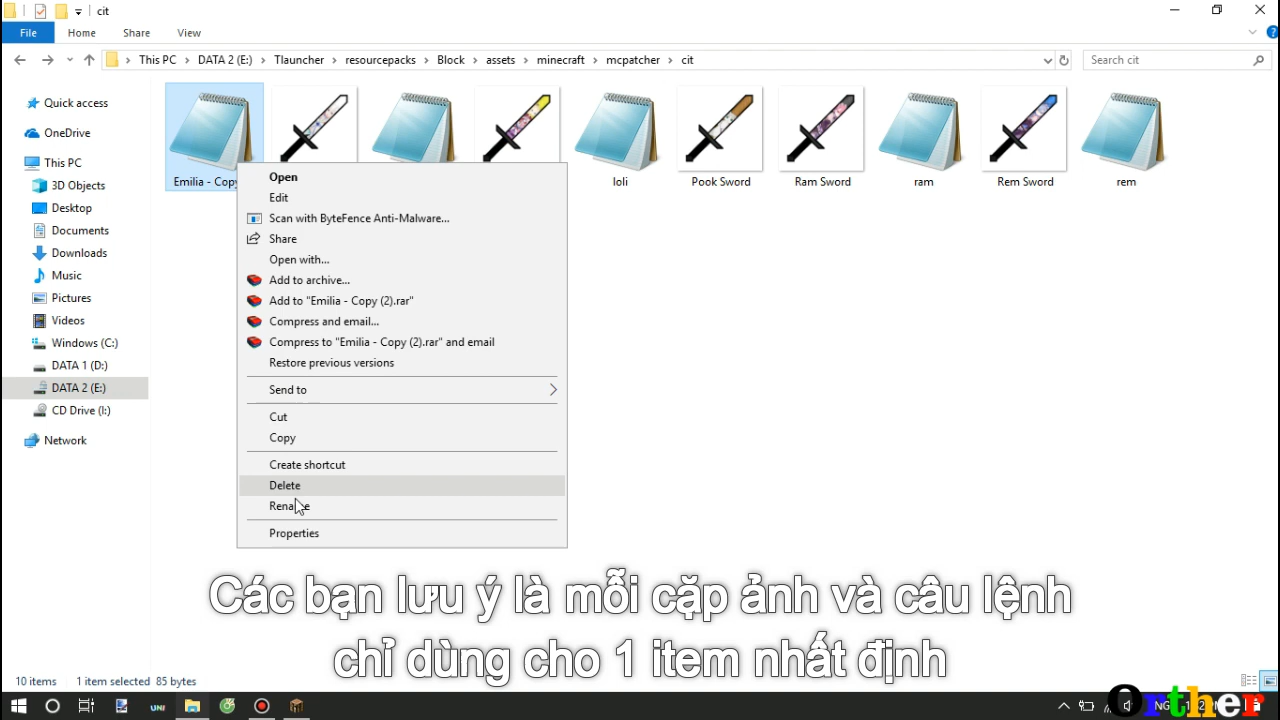 cit
File
Home
Share
View
This PC
DATA 2 (E:)
Tlauncher
resourcepacks
Block
assets
minecraft
mcpatcher
cit
Search cit
Quick access
OneDrive
This PC
3D Objects
Desktop
Documents
Downloads
Music
Pictures
Videos
Windows (C:)
DATA 1 (D:)
DATA 2 (E:)
CD Drive (I:)
Network
Emilia - Copy
loli
Pook Sword
Ram Sword
ram
Rem Sword
rem
Open
Edit
Scan with ByteFence Anti-Malware...
Share
Open with...
Add to archive...
Add to "Emilia - Copy (2).rar"
Compress and email...
Compress to "Emilia - Copy (2).rar" and email
Restore previous versions
Send to
Cut
Copy
Create shortcut
Delete
Rename
Properties
Các bạn lưu ý là mỗi cặp ảnh và câu lệnh
chỉ dùng cho 1 item nhất định
10 items
1 item selected 85 bytes
UNI
Orther